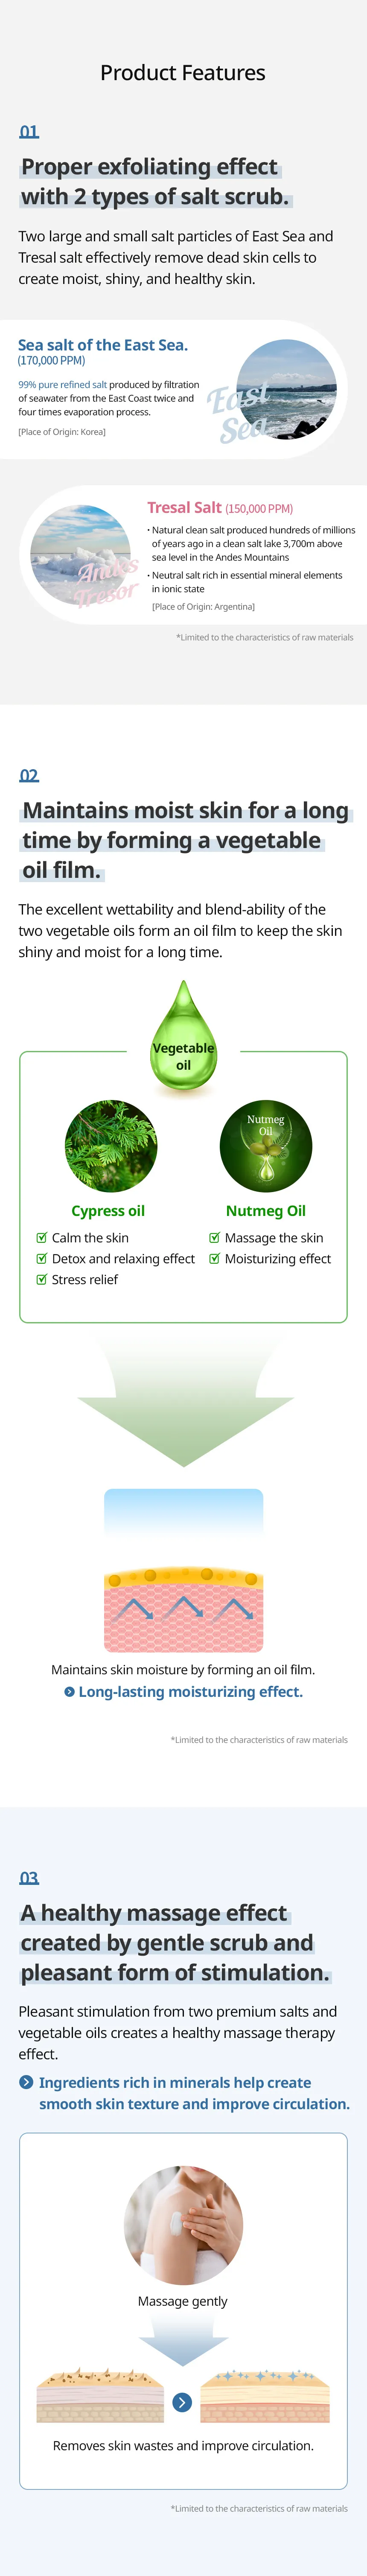 Product Features
01
Proper exfoliating effect
with 2 types of salt scrub.
Two large and small salt particles of East Sea and
Tresal salt effectively remove dead skin cells to
create moist, shiny, and healthy skin.
Sea salt of the East Sea.
(170,000 PPM)
99% pure refined salt produced by filtration
of seawater from the East Coast twice and
four times evaporation process.
[Place of Origin: Korea]
East
Sea
Tresal Salt (150,000 PPM)
· Natural clean salt produced hundreds of millions
of years ago in a clean salt lake 3,700m above
sea level in the Andes Mountains
· Neutral salt rich in essential mineral elements
in ionic state
[Place of Origin: Argentina]
Andes
Tresor
*Limited to the characteristics of raw materials
02
Maintains moist skin for a long
time by forming a vegetable
oil film.
The excellent wettability and blend-ability of the
two vegetable oils form an oil film to keep the skin
shiny and moist for a long time.
Vegetable
oil
Nutmeg
Oil
Cypress oil
Calm the skin
Detox and relaxing effect
Stress relief
Nutmeg Oil
Massage the skin
Moisturizing effect
Maintains skin moisture by forming an oil film.
Long-lasting moisturizing effect.
*Limited to the characteristics of raw materials
03
A healthy massage effect
created by gentle scrub and
pleasant form of stimulation.
Pleasant stimulation from two premium salts and
vegetable oils creates a healthy massage therapy
effect.
Ingredients rich in minerals help create
smooth skin texture and improve circulation.
Massage gently
Removes skin wastes and improve circulation.
*Limited to the characteristics of raw materials